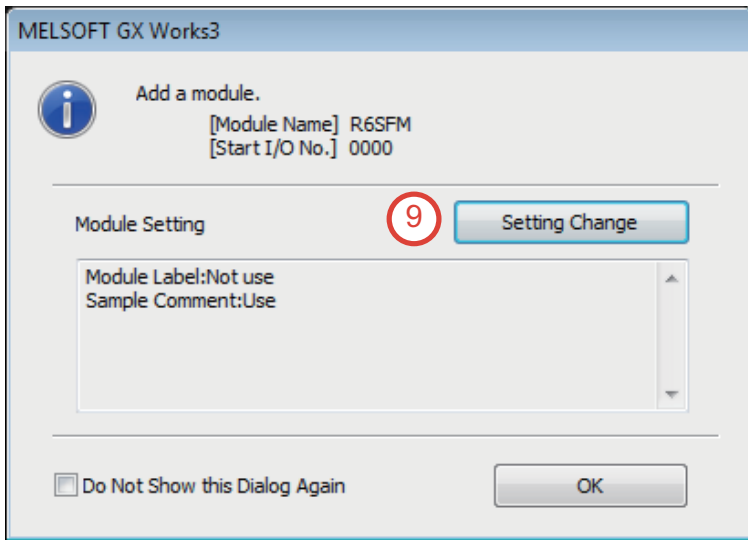 MELSOFT GX Works3
Add a module.
[Module Name] R6SFM
[Start I/O No.] 0000
Module Setting
9
Setting Change
Module Label:Not use
Sample Comment:Use
Do Not Show this Dialog Again
OK